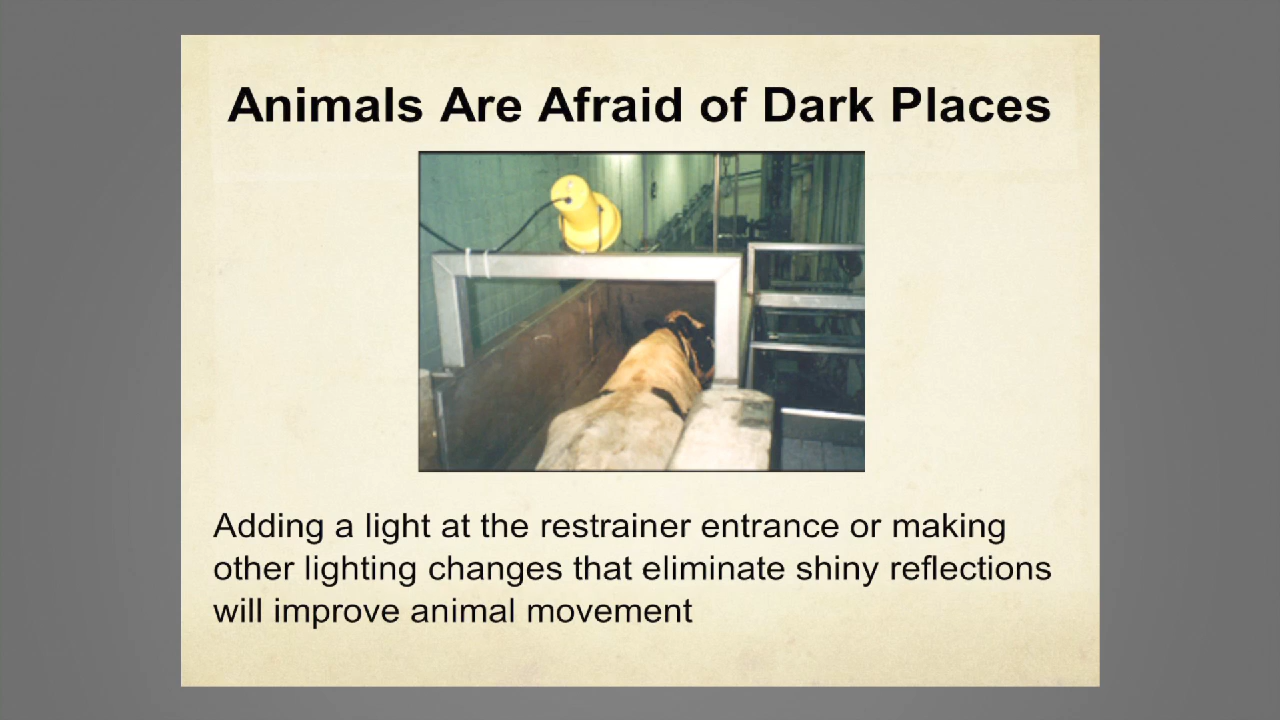 Animals Are Afraid of Dark Places
Adding a light at the restrainer entrance or making
other lighting changes that eliminate shiny reflections
will improve animal movement